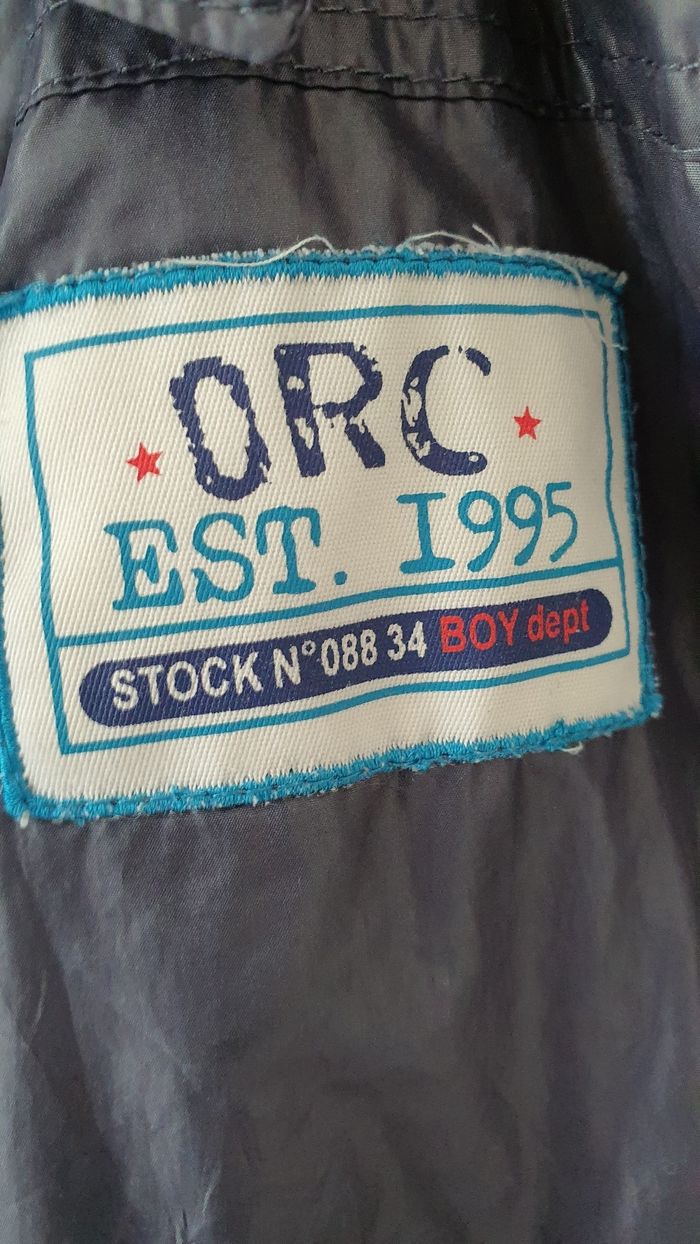 ORC
EST. 1995
STOCK N°088 34 BOY dept